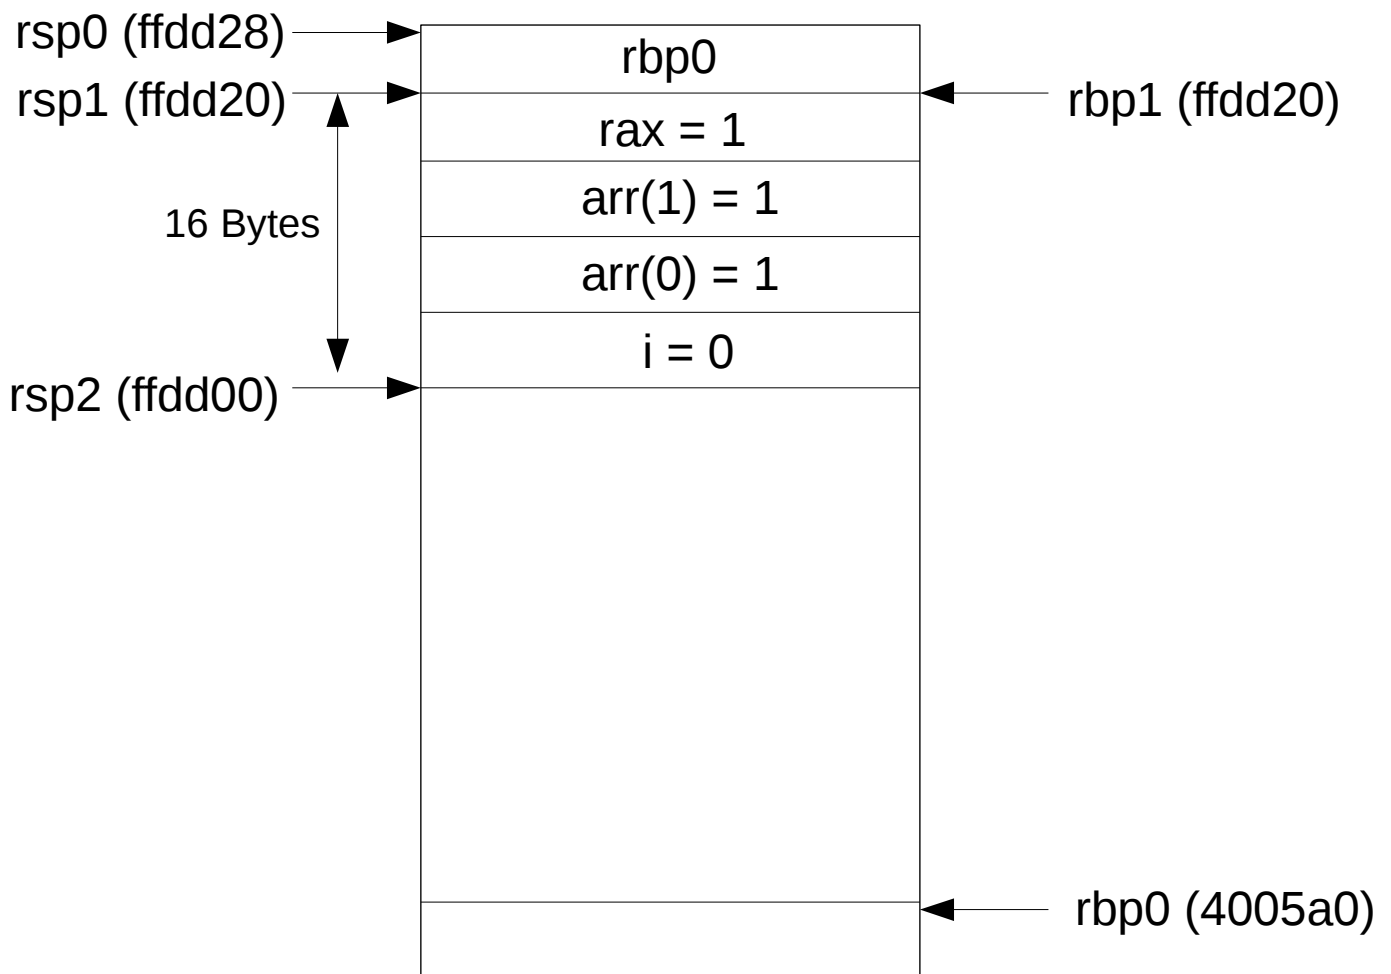 rsp0 (ffdd28)
rbp0
rsp1 (ffdd20)
rbp1 (ffdd20)
rax = 1
arr(1) = 1
16 Bytes
arr(0) = 1
i = 0
rsp2 (ffdd00)
rbp0 (4005a0)